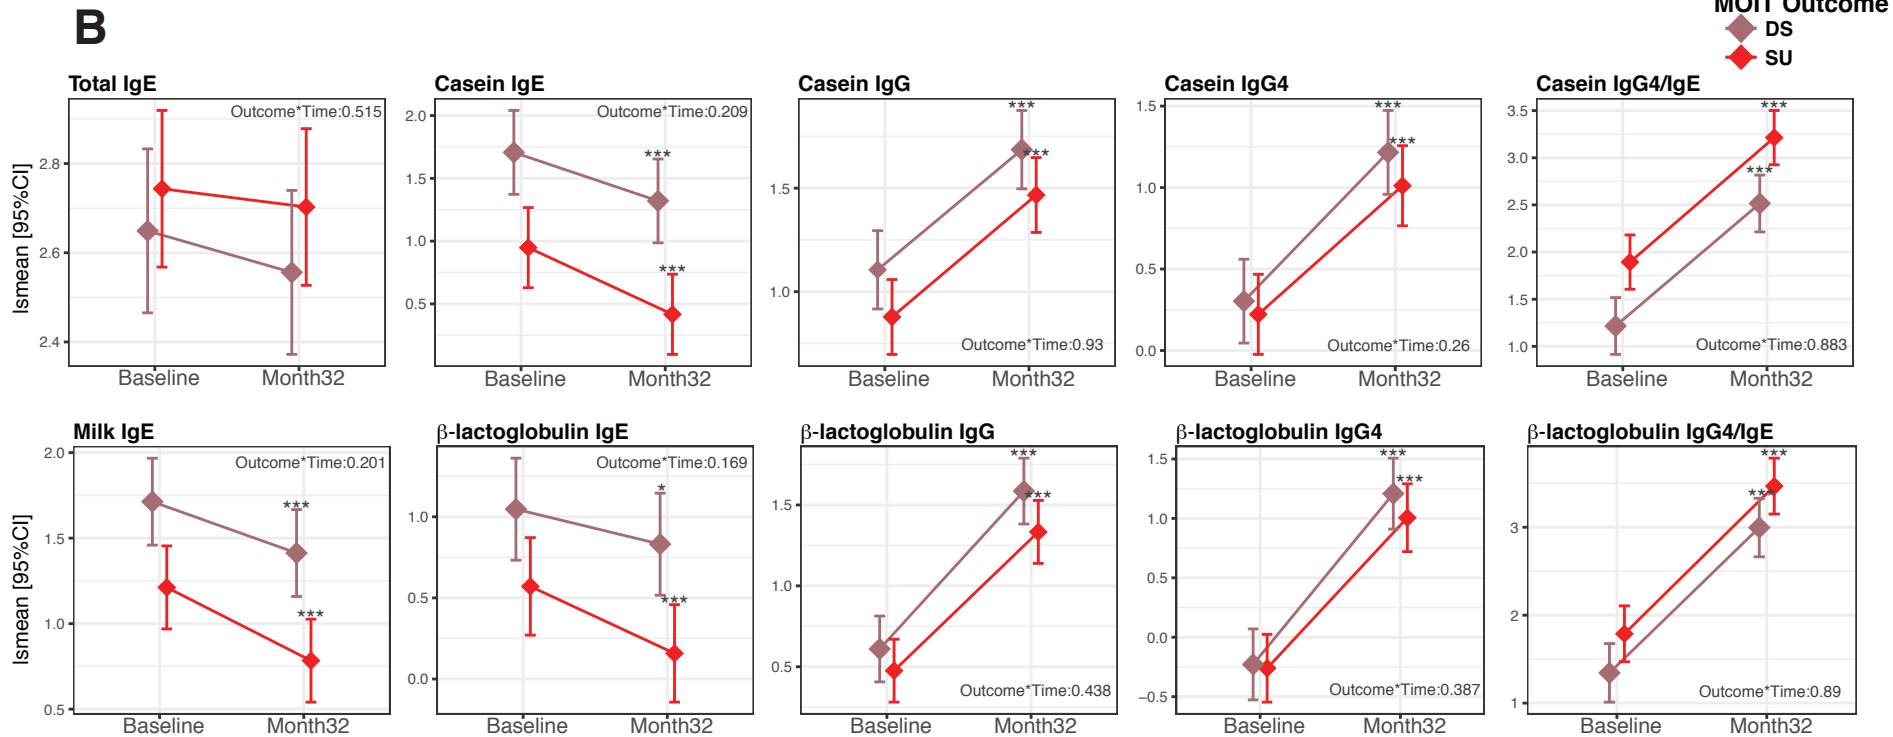 B
MOIT Outcome
DS
SU
Total IgE
Casein IgE
Casein IgG
Casein IgG4
Casein IgG4/IgE
lsmean [95%CI]
Outcome*Time:0.515
2.8
2.6
2.4
Baseline
Month32
Outcome*Time:0.209
2.0
1.5
1.0
0.5
***
***
Baseline
Month32
***
***
1.5
1.0
Outcome*Time:0.93
Baseline
Month32
***
***
1.5
1.0
0.5
0.0
Outcome*Time:0.26
Baseline
Month32
***
***
3.5
3.0
2.5
2.0
1.5
1.0
Outcome*Time:0.883
Baseline
Month32
Milk IgE
β-lactoglobulin IgE
β-lactoglobulin IgG
β-lactoglobulin IgG4
β-lactoglobulin IgG4/IgE
lsmean [95%CI]
Outcome*Time:0.201
2.0
1.5
1.0
0.5
***
***
Baseline
Month32
Outcome*Time:0.169
1.0
0.5
0.0
*
***
Baseline
Month32
***
***
1.5
1.0
0.5
Outcome*Time:0.438
Baseline
Month32
***
***
1.5
1.0
0.5
0.0
−0.5
Outcome*Time:0.387
Baseline
Month32
***
***
3
2
1
Outcome*Time:0.89
Baseline
Month32